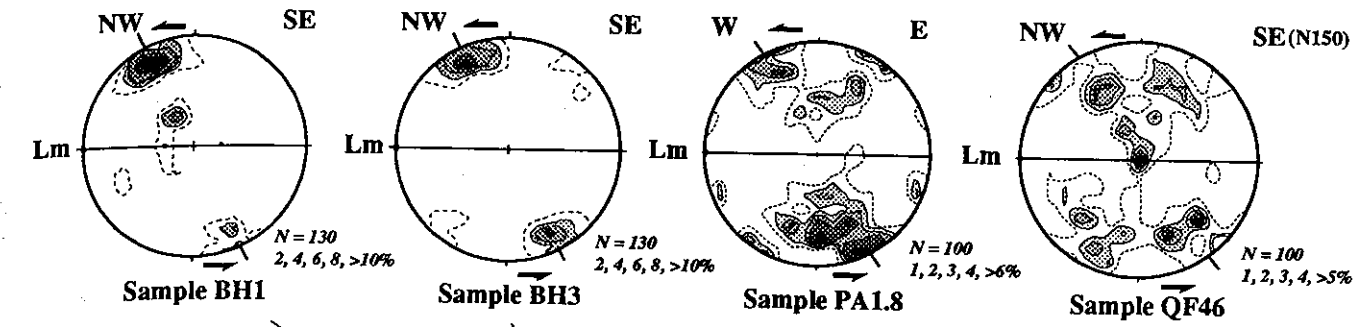 NW SE
Lm
N = 130
2, 4, 6, 8, >10%
Sample BH1
NW SE
Lm
N = 130
2, 4, 6, 8, >10%
Sample BH3
W E
Lm
N = 100
1, 2, 3, 4, >6%
Sample PA1.8
NW SE (N150)
Lm
N = 100
1, 2, 3, 4, >5%
Sample QF46